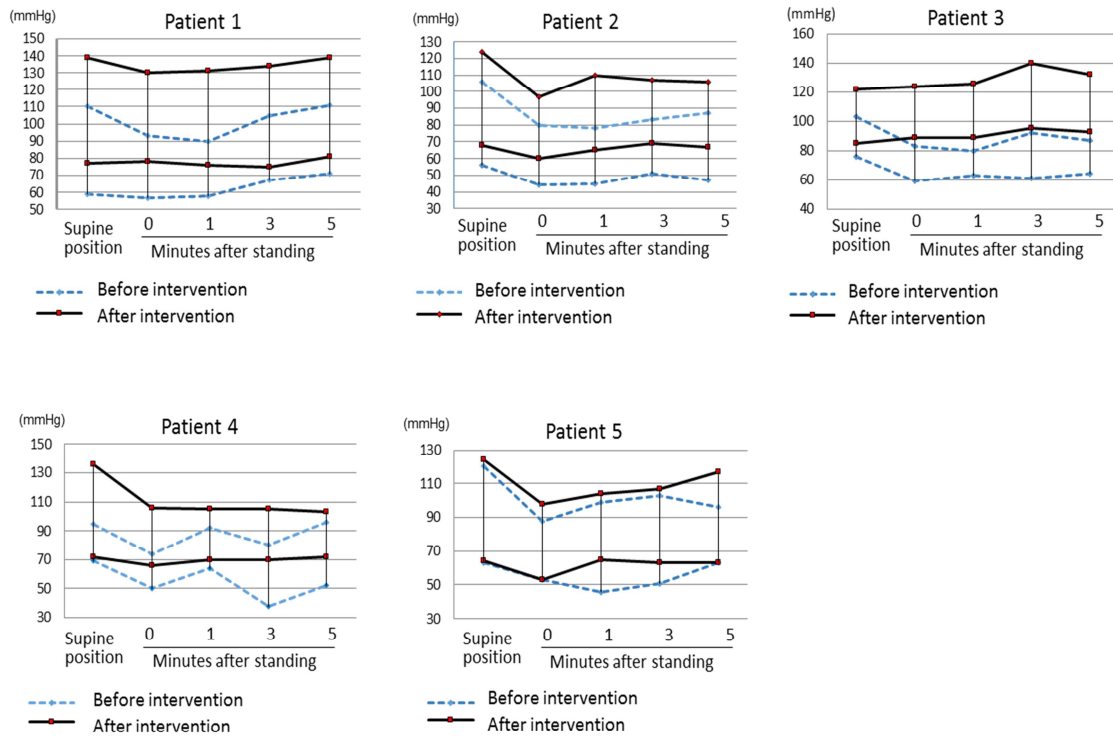 (mmHg)
Patient 1
140
130
120
110
100
90
80
70
60
50
Supine position
0 1 3 5
Minutes after standing
Before intervention
After intervention
(mmHg)
Patient 2
130
120
110
100
90
80
70
60
50
40
30
Supine position
0 1 3 5
Minutes after standing
Before intervention
After intervention
(mmHg)
Patient 3
160
140
120
100
80
60
40
Supine position
0 1 3 5
Minutes after standing
Before intervention
After intervention
(mmHg)
Patient 4
150
130
110
90
70
50
30
Supine position
0 1 3 5
Minutes after standing
Before intervention
After intervention
(mmHg)
Patient 5
130
110
90
70
50
30
Supine position
0 1 3 5
Minutes after standing
Before intervention
After intervention